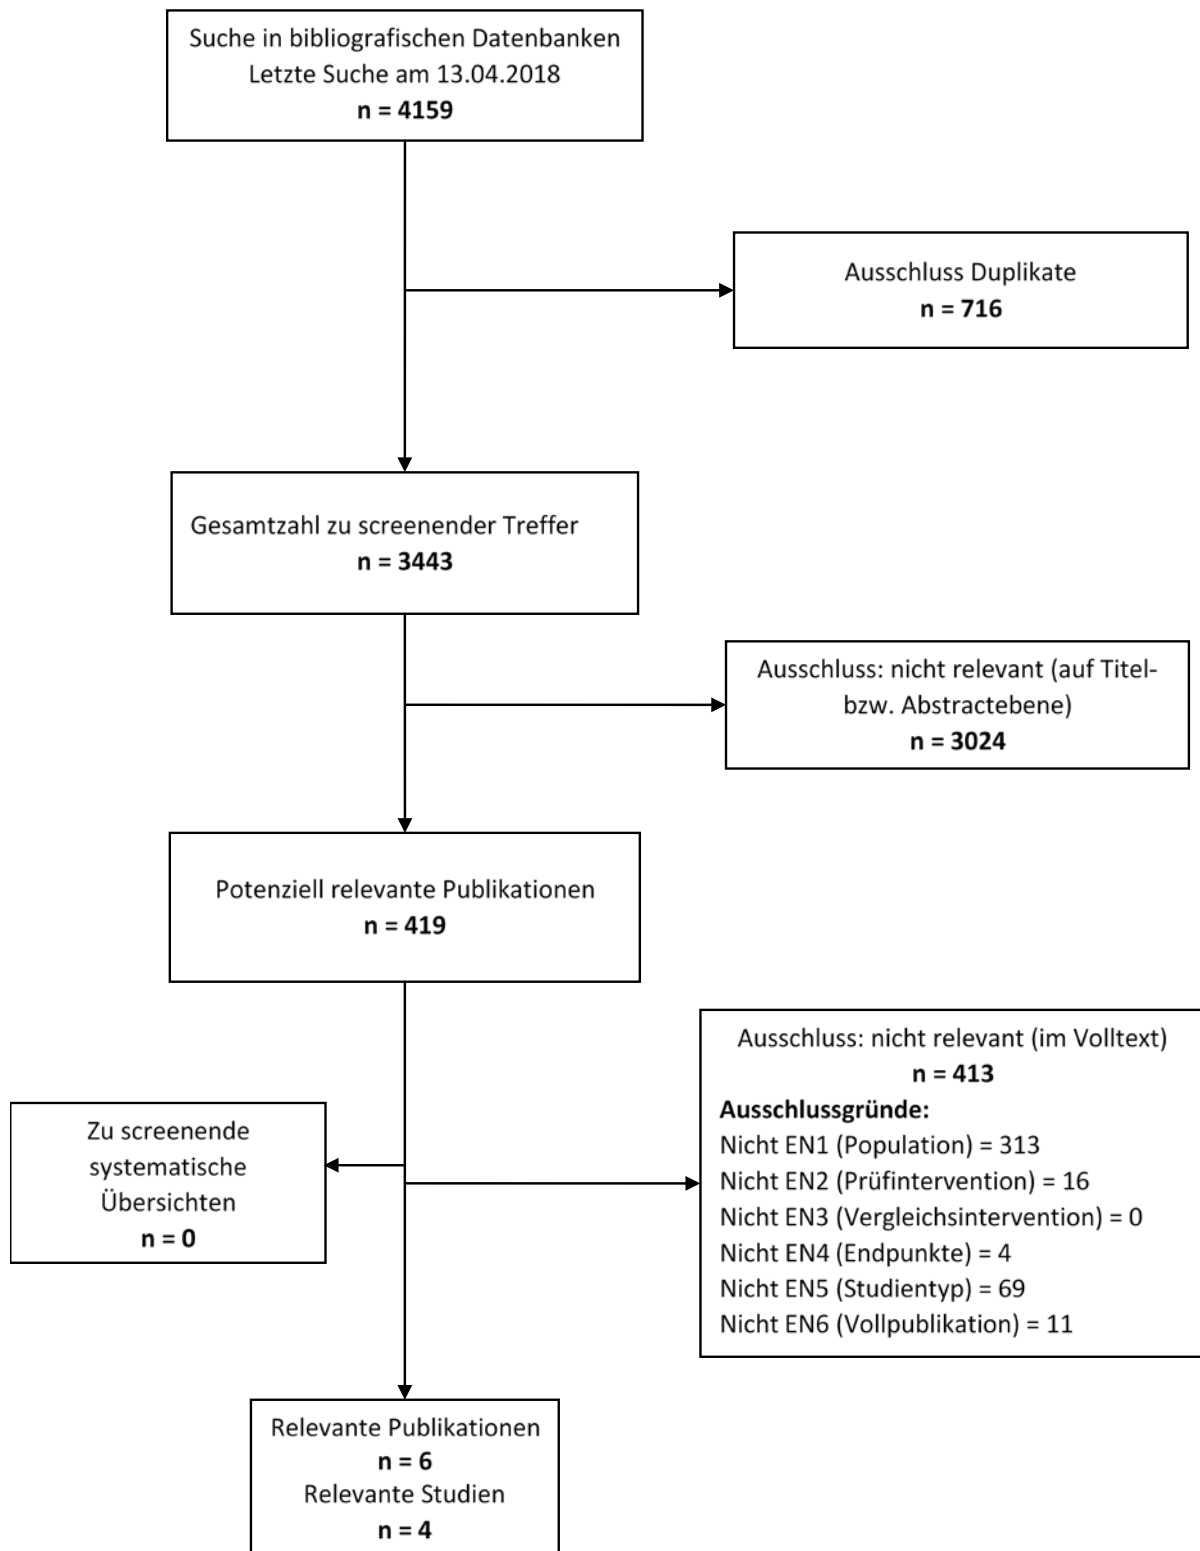 Suche in bibliografischen Datenbanken
Letzte Suche am 13.04.2018
n = 4159
Ausschluss Duplikate
n = 716
Gesamtzahl zu screenender Treffer
n = 3443
Ausschluss: nicht relevant (auf Titel-
bzw. Abstractebene)
n = 3024
Potenziell relevante Publikationen
n = 419
Ausschluss: nicht relevant (im Volltext)
n = 413
Ausschlussgründe:
Nicht EN1 (Population) = 313
Nicht EN2 (Prüfintervention) = 16
Nicht EN3 (Vergleichsintervention) = 0
Nicht EN4 (Endpunkte) = 4
Nicht EN5 (Studientyp) = 69
Nicht EN6 (Vollpublikation) = 11
Zu screenende
systematische
Übersichten
n = 0
Relevante Publikationen
n = 6
Relevante Studien
n = 4